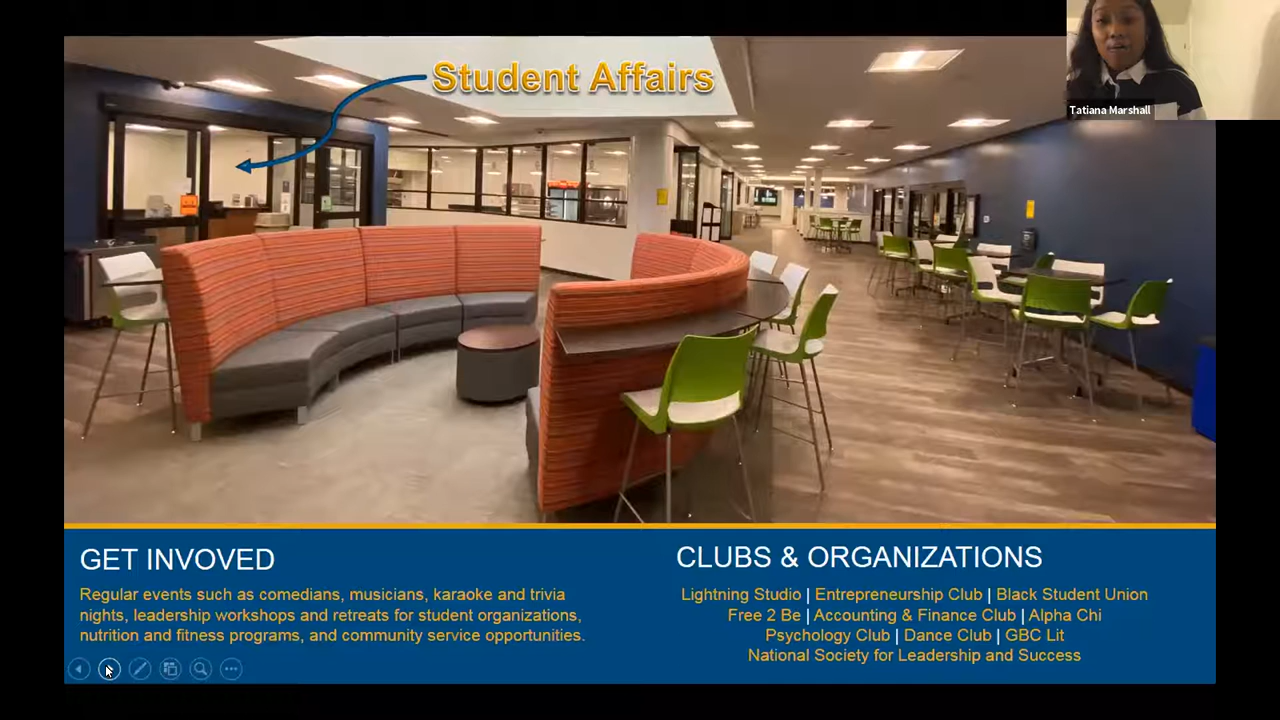 Student Affairs
Tatiana Marshall
GET INVOVED
Regular events such as comedians, musicians, karaoke and trivia
nights, leadership workshops and retreats for student organizations,
nutrition and fitness programs, and community service opportunities.
CLUBS & ORGANIZATIONS
Lightning Studio | Entrepreneurship Club | Black Student Union
Free 2 Be | Accounting & Finance Club | Alpha Chi
Psychology Club | Dance Club | GBC Lit
National Society for Leadership and Success